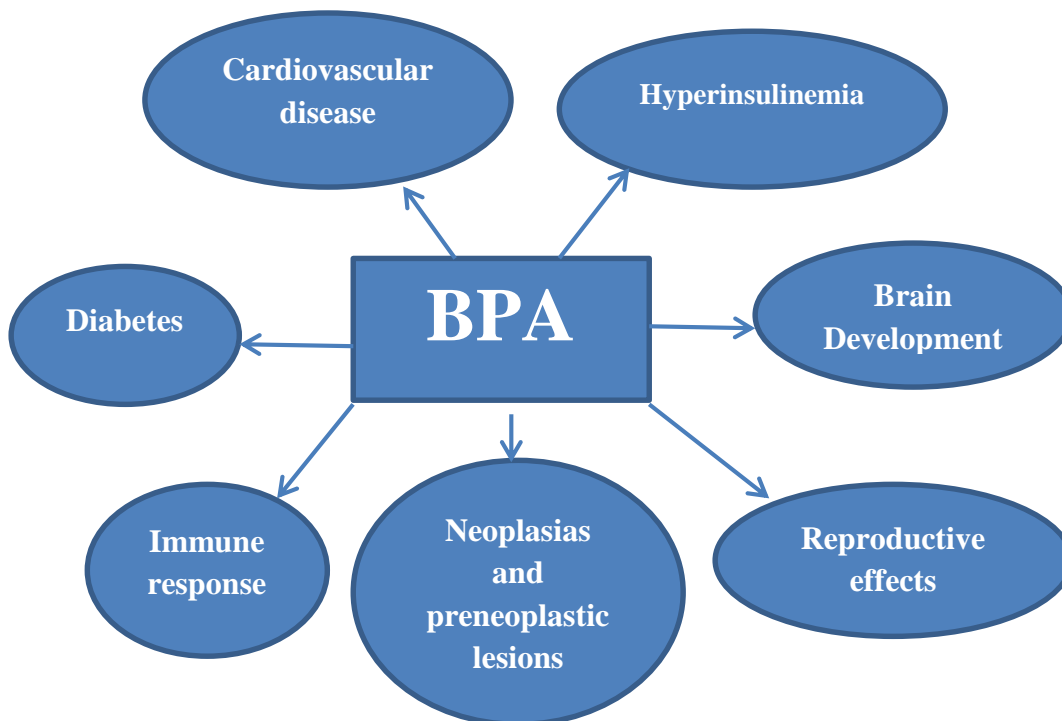 Cardiovascular
disease
Hyperinsulinemia
BPA
Diabetes
Brain
Development
Immune
response
Neoplasias
and
preneoplastic
lesions
Reproductive
effects